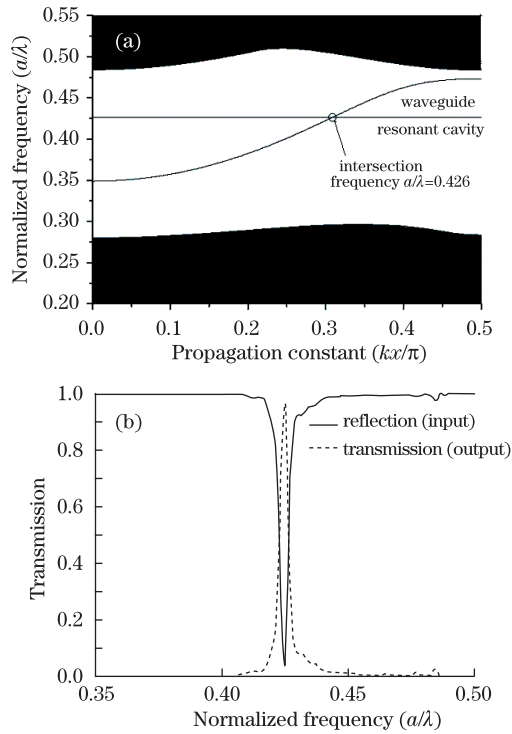 0.55
0.50
0.45
0.40
0.35
0.30
0.25
0.20
Normalized frequency (a/λ)
(a)
waveguide
resonant cavity
intersection
frequency a/λ=0.426
0.0 0.1 0.2 0.3 0.4 0.5
Propagation constant (kx/π)
1.0
0.8
0.6
0.4
0.2
0.0
Transmission
(b)
reflection (input)
transmission (output)
0.35 0.40 0.45 0.50
Normalized frequency (a/λ)